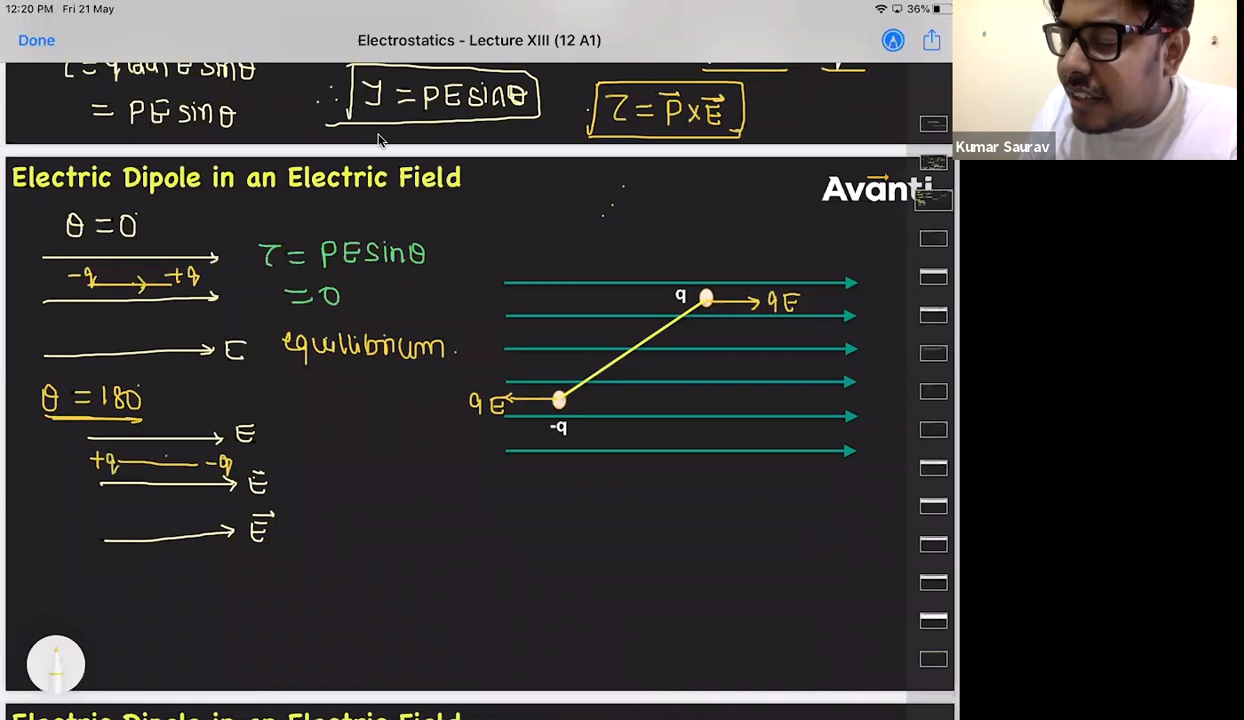 12:20 PM Fri 21 May
36%
Done
Electrostatics - Lecture XIII (12 A1)
= PE sinθ
∴ τ = PE sinθ
τ = P⃗ x E⃗
Kumar Saurav
Electric Dipole in an Electric Field
Avanti
θ = 0°
-q +q
E
τ = PE sinθ
= 0
equillibrium.
θ = 180°
E
+q -q
E⃗
E⃗
q
qE
qE
-q
Electric Dipole in an Electric Field